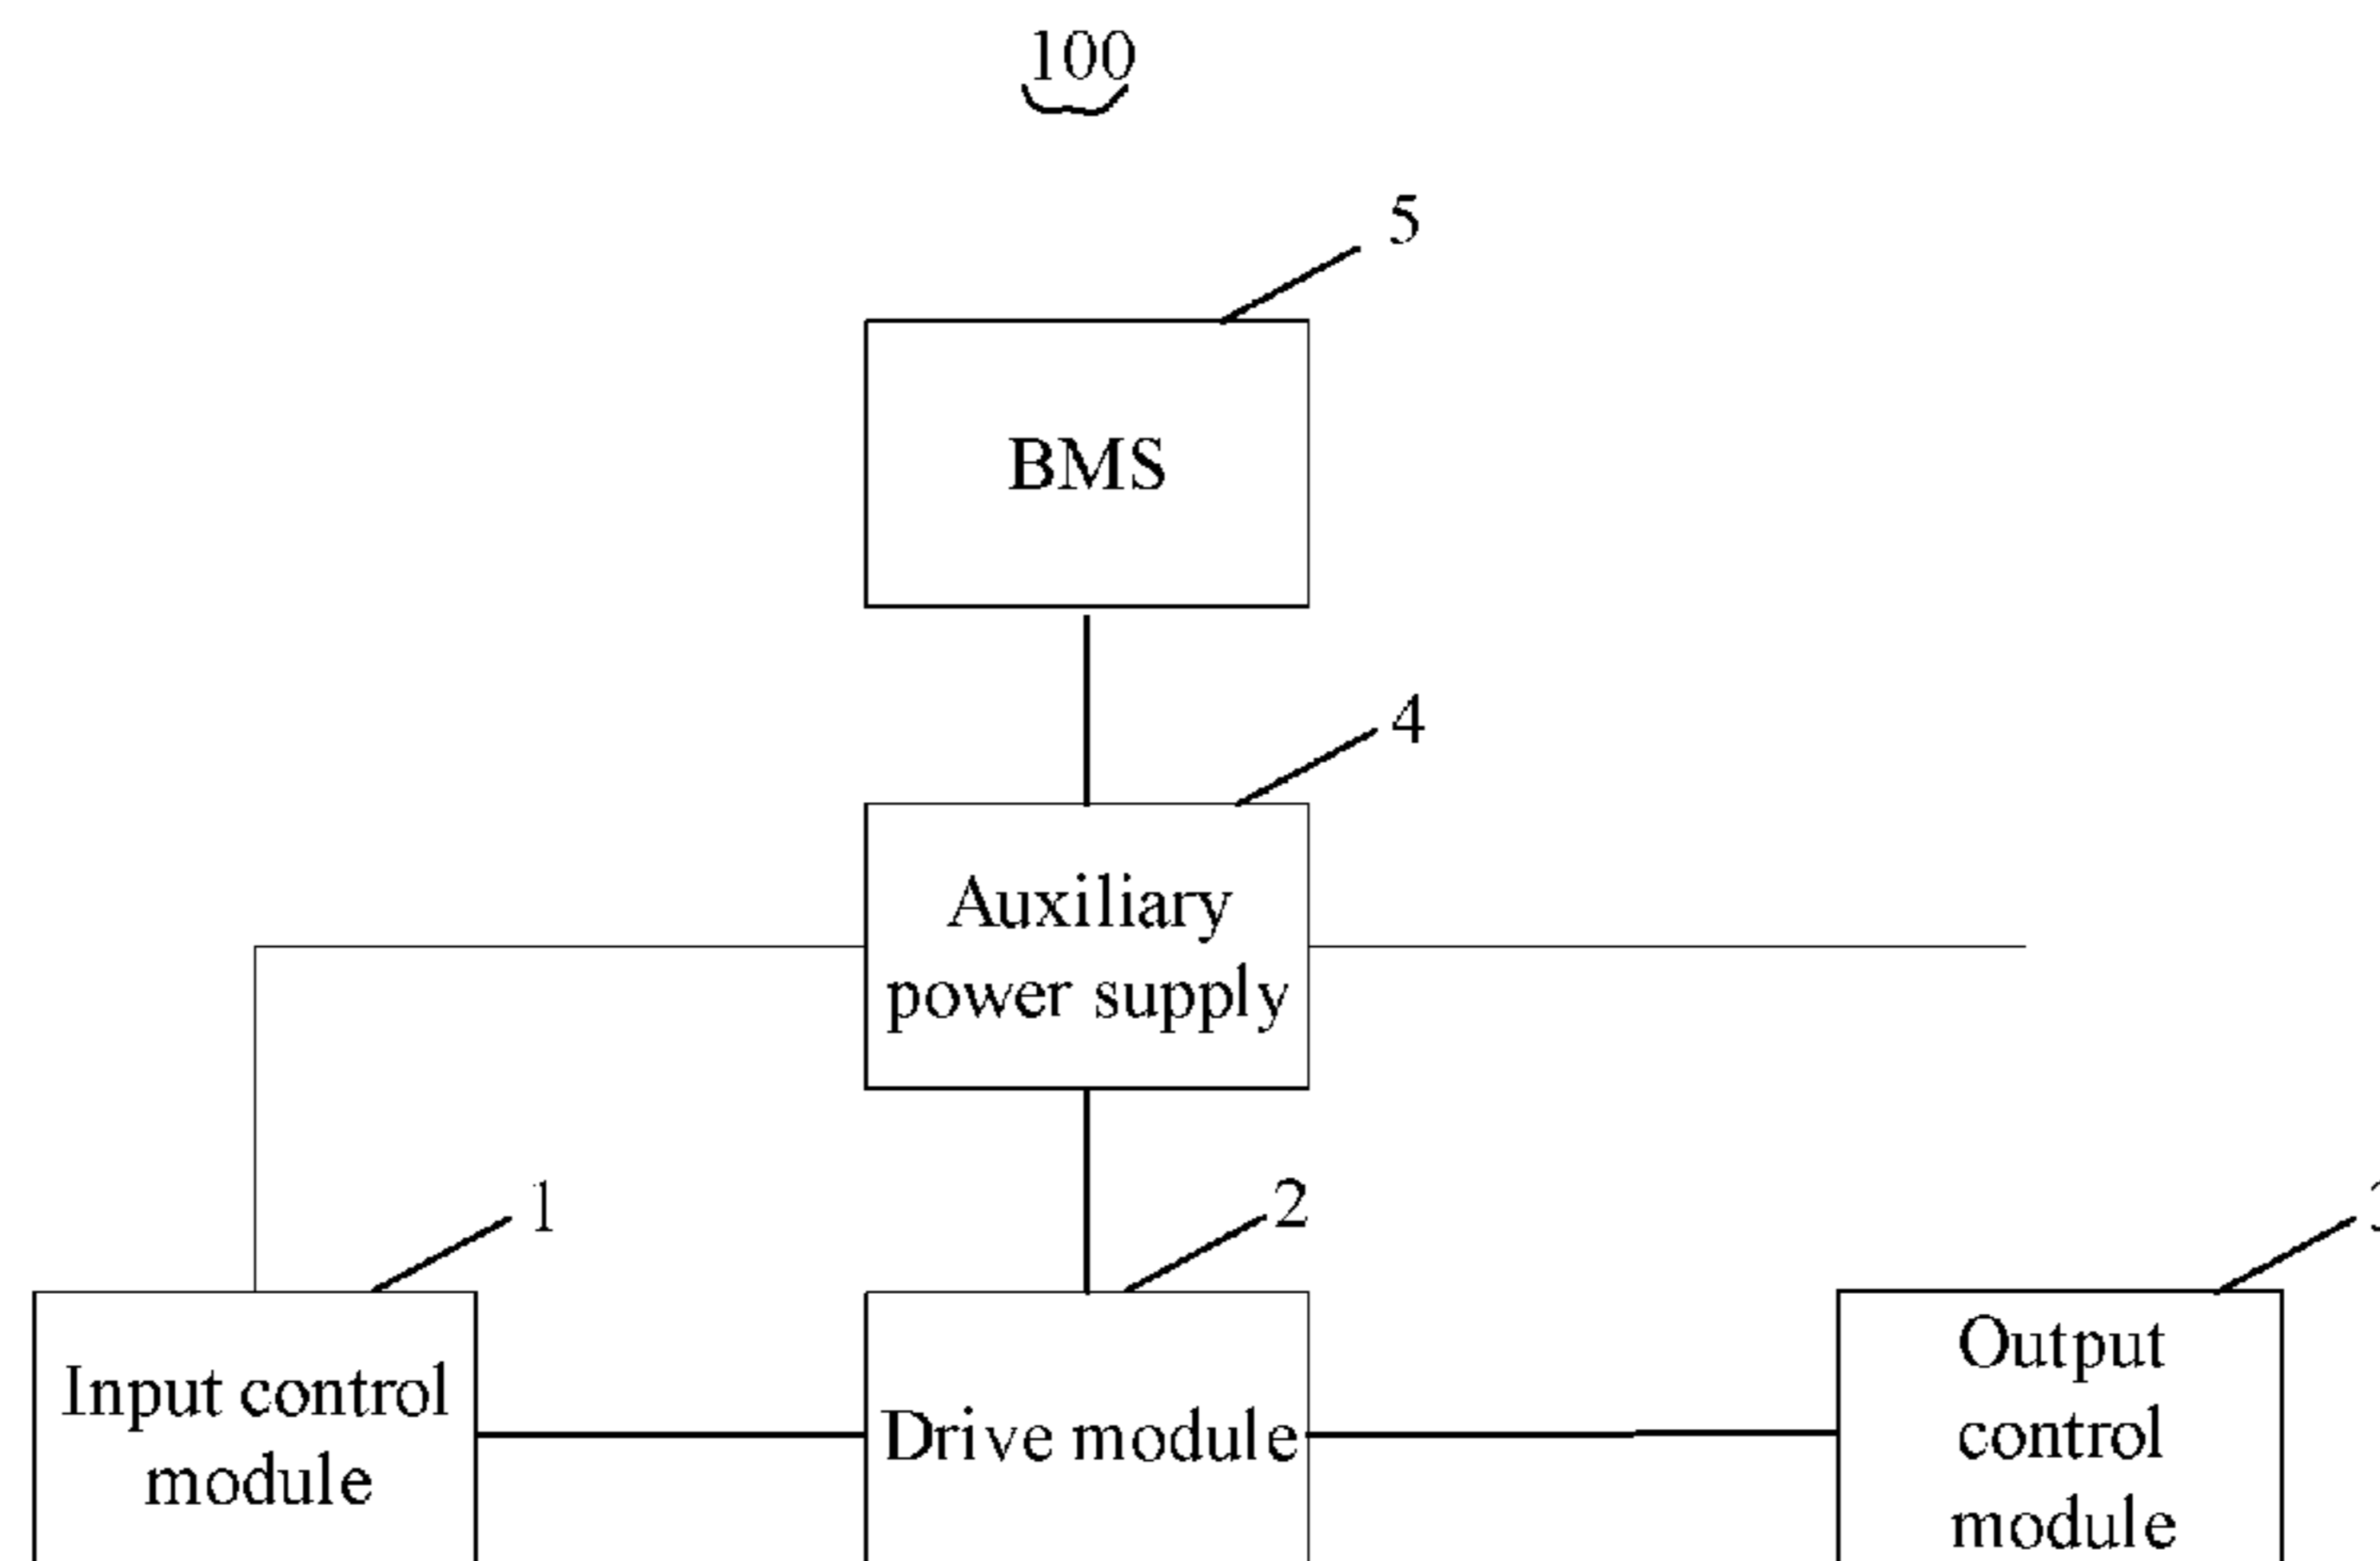 100
5
BMS
4
Auxiliary
power supply
1
2
Input control
module
Drive module
Output
control
module